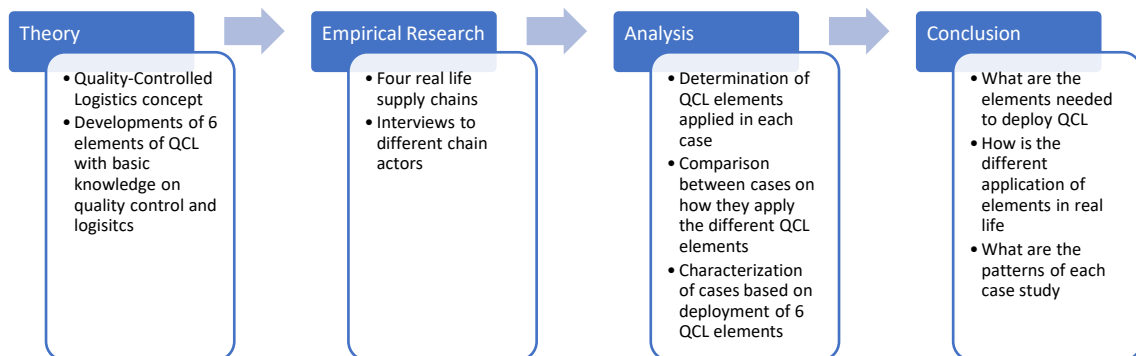 Theory
• Quality-Controlled
Logistics concept
• Developments of 6
elements of QCL
with basic
knowledge on
quality control and
logisitcs
Empirical Research
• Four real life
supply chains
• Interviews to
different chain
actors
Analysis
• Determination of
QCL elements
applied in each
case
• Comparison
between cases on
how they apply
the different QCL
elements
• Characterization
of cases based on
deployment of 6
QCL elements
Conclusion
• What are the
elements needed
to deploy QCL
• How is the
different
application of
elements in real
life
• What are the
patterns of each
case study